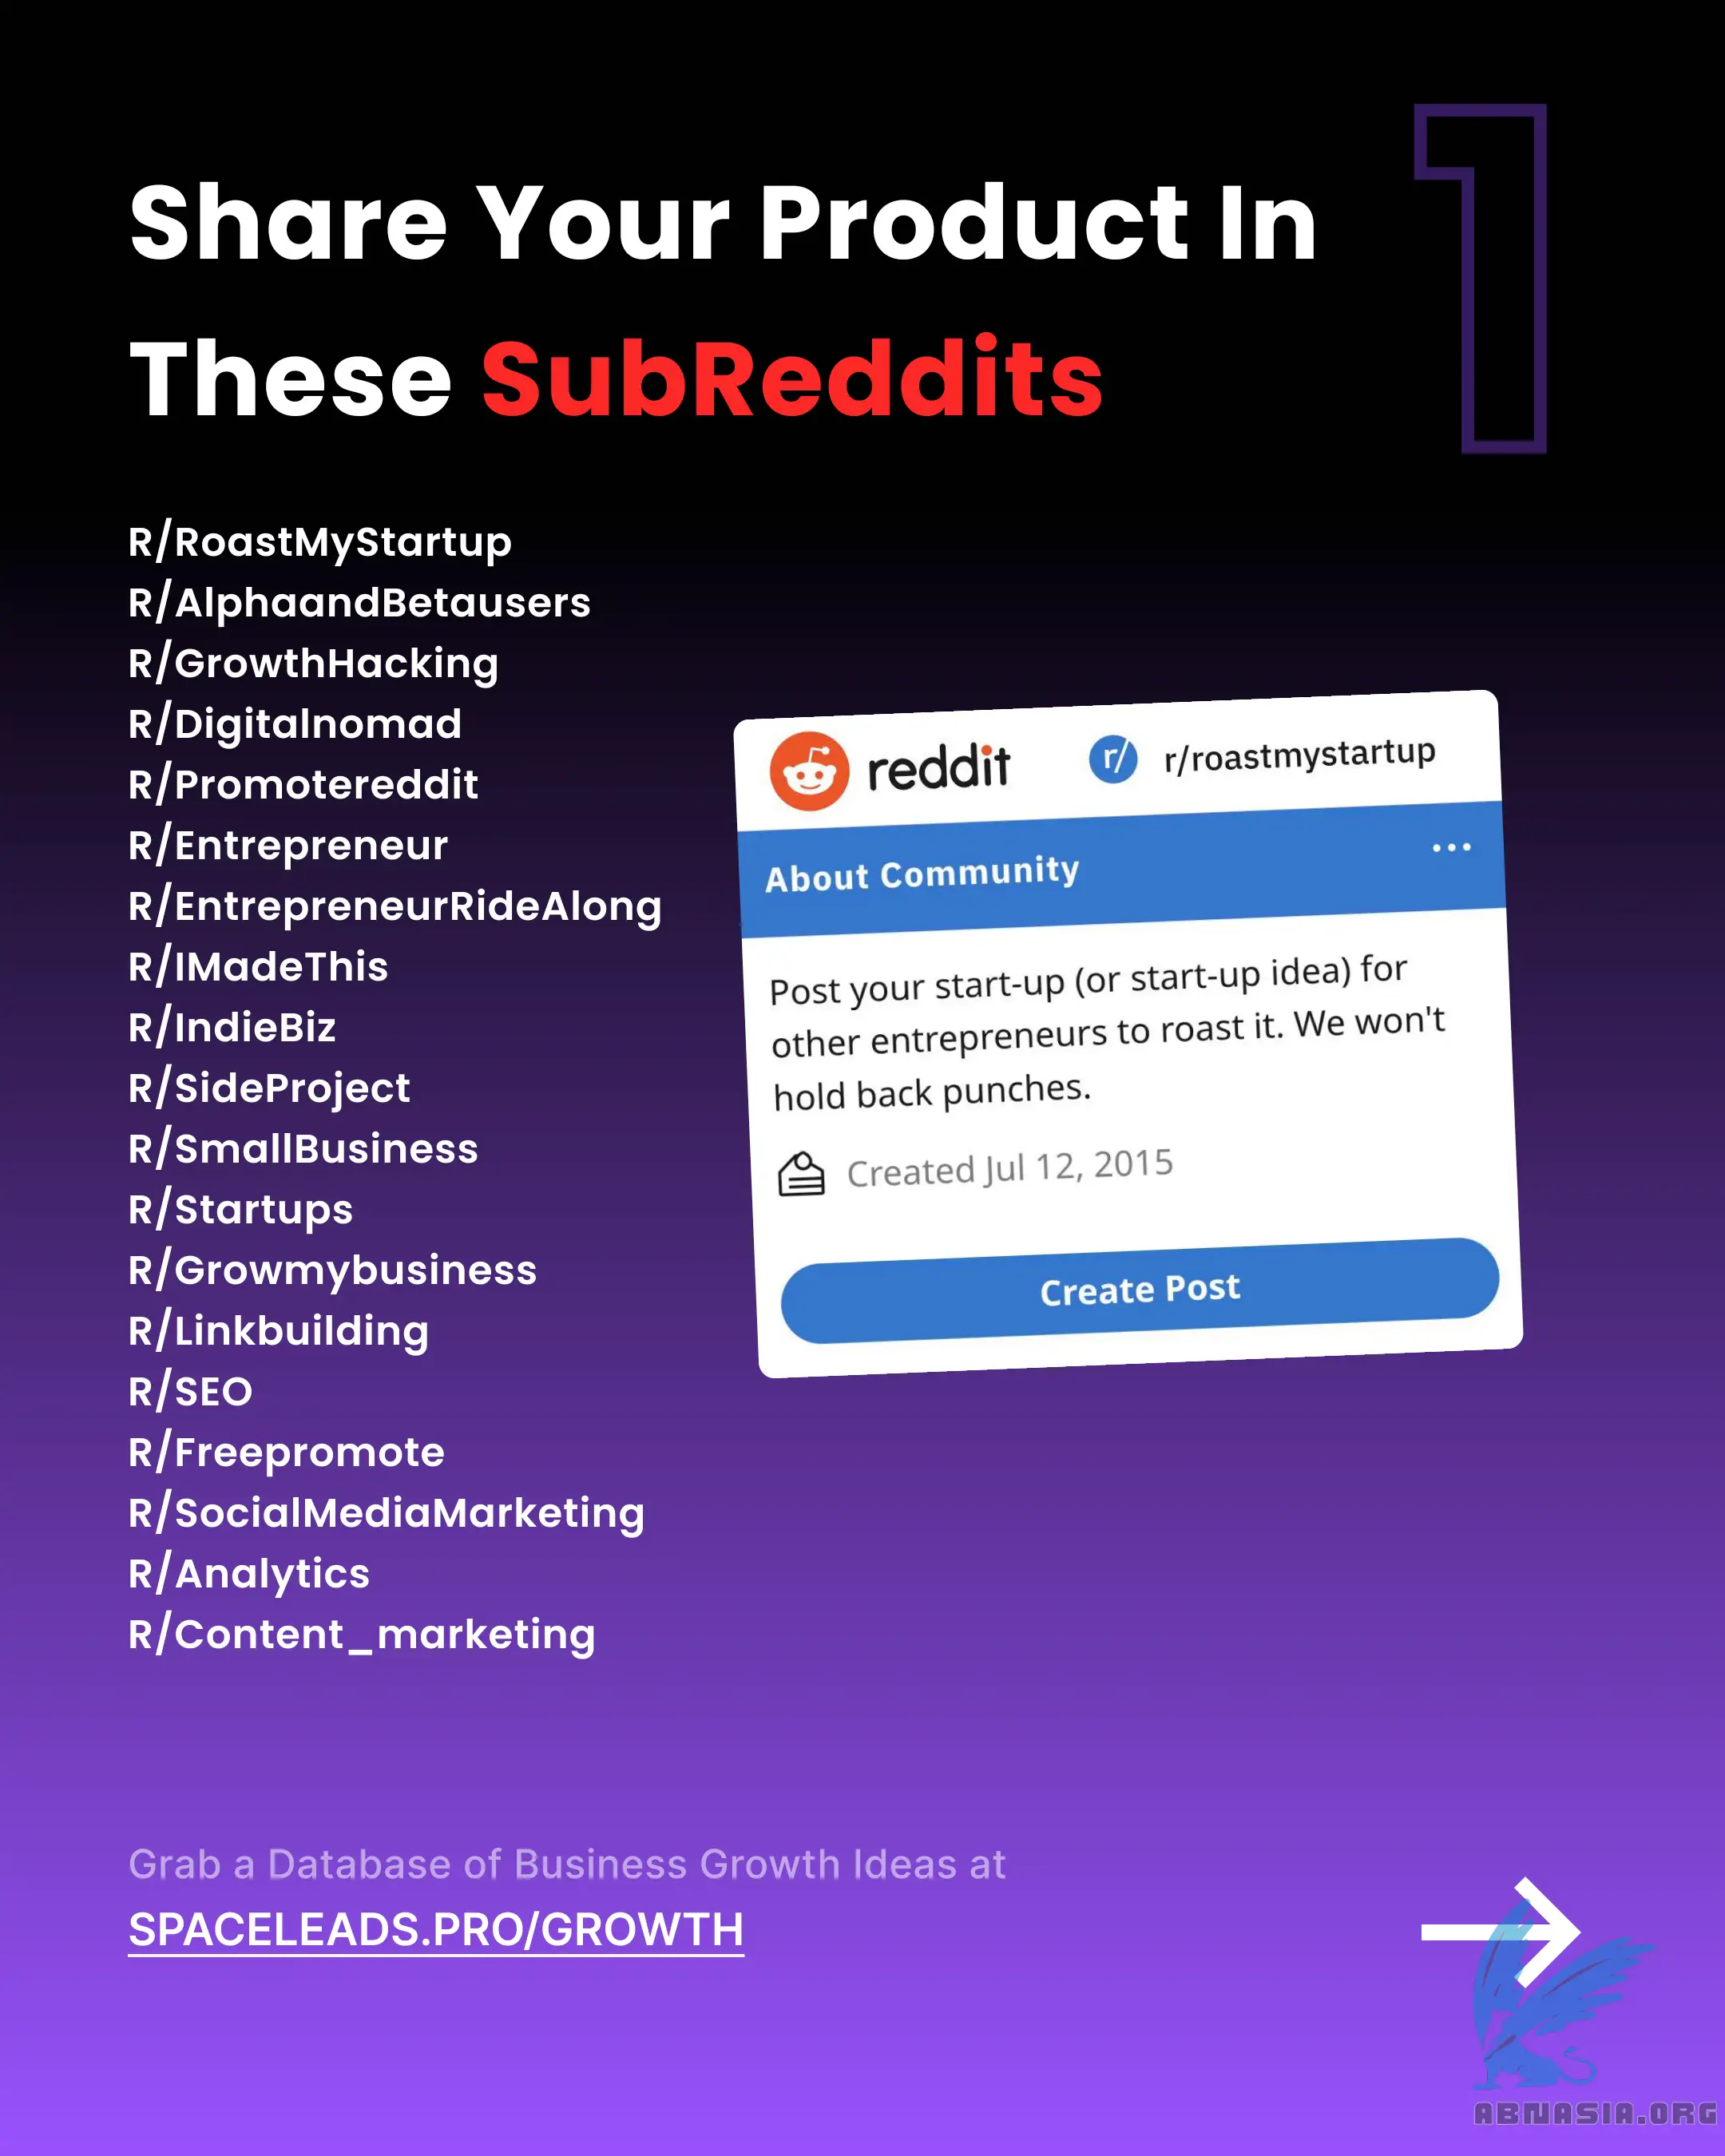 1
Share Your Product In
These SubReddits
R/RoastMyStartup
R/AlphaandBetausers
R/GrowthHacking
R/Digitalnomad
R/Promotereddit
R/Entrepreneur
R/EntrepreneurRideAlong
R/IMadeThis
R/IndieBiz
R/SideProject
R/SmallBusiness
R/Startups
R/Growmybusiness
R/Linkbuilding
R/SEO
R/Freepromote
R/SocialMediaMarketing
R/Analytics
R/Content_marketing
reddit r/ r/roastmystartup
About Community
Post your start-up (or start-up idea) for
other entrepreneurs to roast it. We won't
hold back punches.
Created Jul 12, 2015
Create Post
Grab a Database of Business Growth Ideas at
SPACELEADS.PRO/GROWTH
ABNASIA.ORG